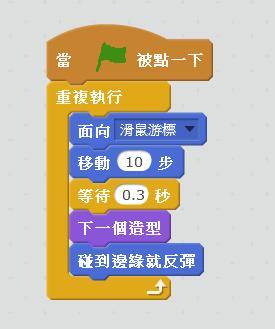 當 被點一下
重複執行
面向 滑鼠游標
移動 10 步
等待 0.3 秒
下一個造型
碰到邊緣就反彈